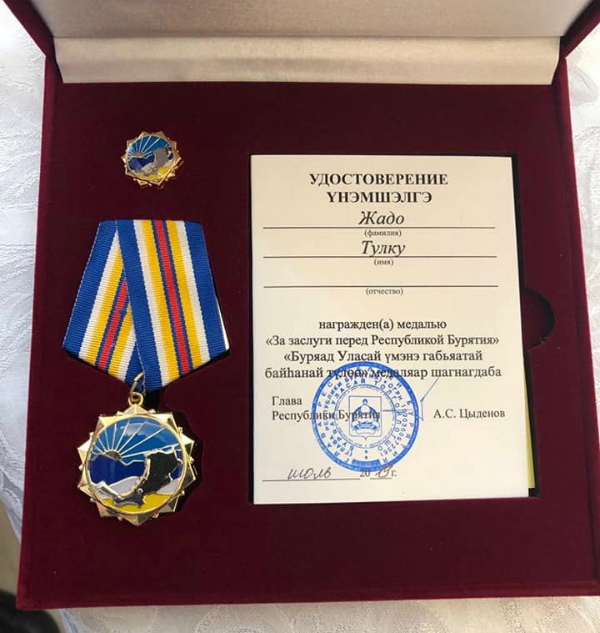 УДОСТОВЕРЕНИЕ
ҮНЭМШЭЛГЭ
Жадо
(фамилия)
Тулку
(имя)
(отчество)
награжден(а) медалью
«За заслуги перед Республикой Бурятия»
«Буряад Уласай үмэнэ габьяатай
байһанай түлөө» медаляар шагнагдаба
Глава
Республики Бурятия А.С. Цыденов
июль 2019г.